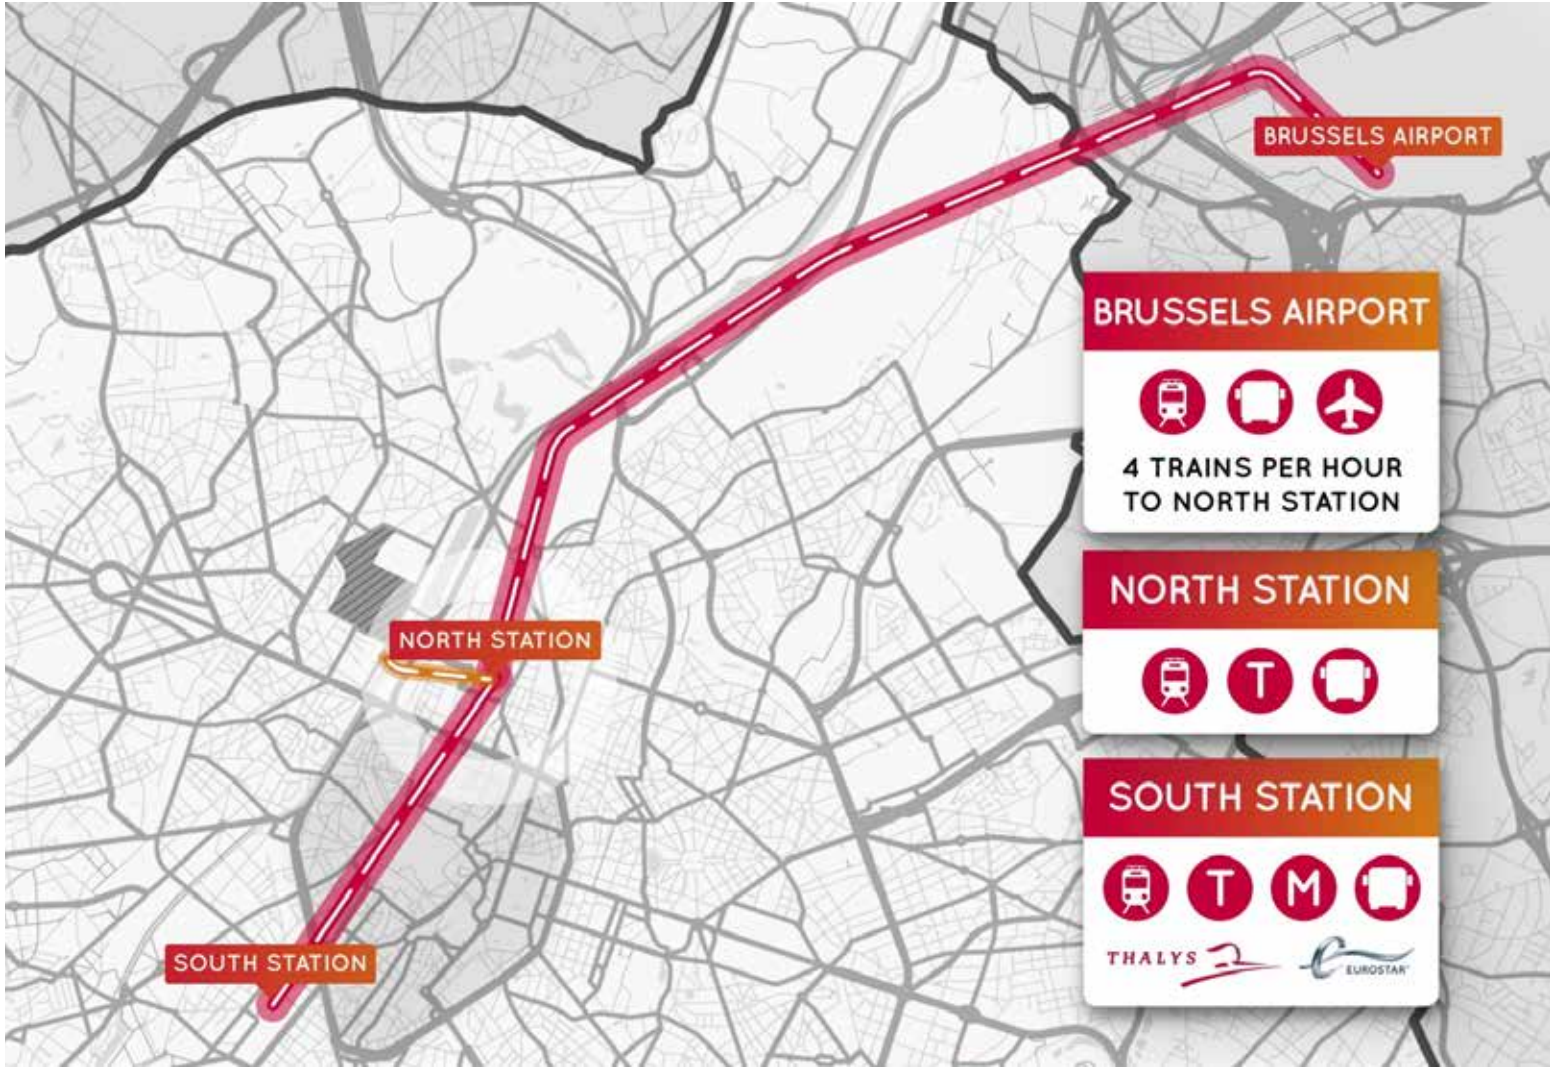 BRUSSELS AIRPORT
NORTH STATION
SOUTH STATION
BRUSSELS AIRPORT
4 TRAINS PER HOUR
TO NORTH STATION
NORTH STATION
T
SOUTH STATION
T M
THALYS EUROSTAR